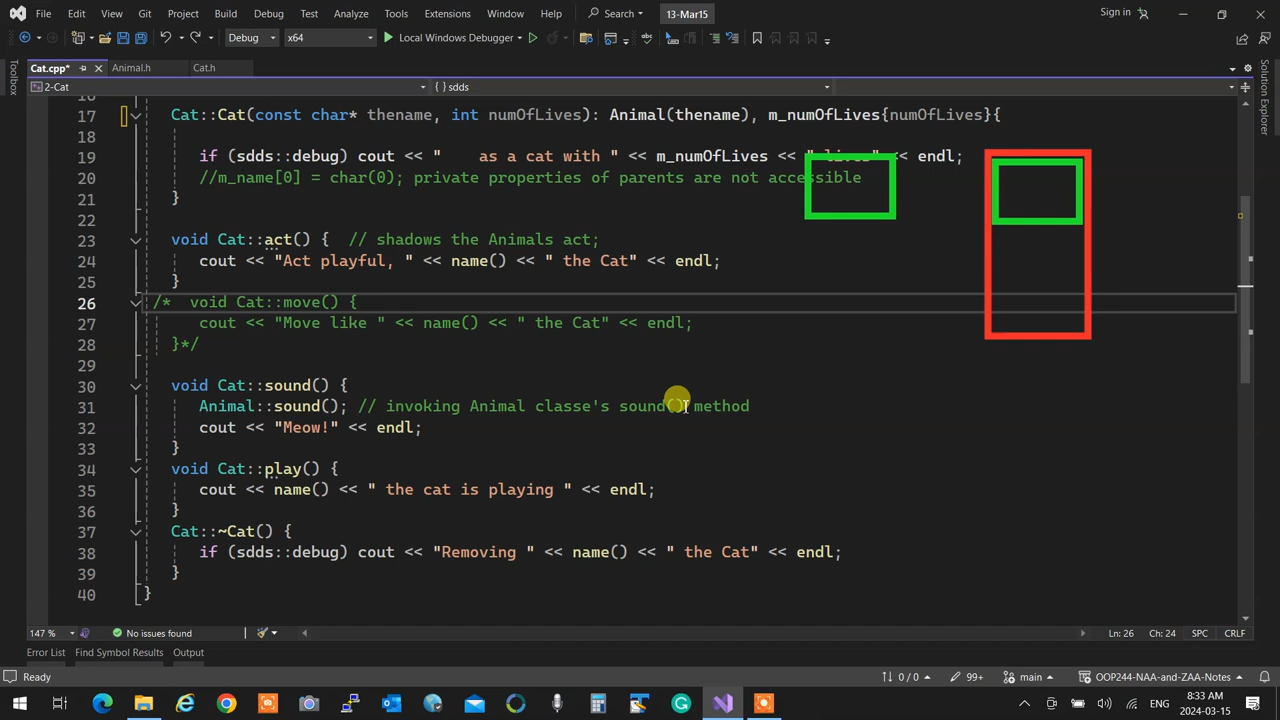 File Edit View Git Project Build Debug Test Analyze Tools Extensions Window Help Search 13-Mar15 Sign in
Debug x64 Local Windows Debugger
Cat.cpp* Animal.h Cat.h
2-Cat {} sdds
Toolbox
Solution Explorer
17 Cat::Cat(const char* thename, int numOfLives): Animal(thename), m_numOfLives{numOfLives}{
18
19 if (sdds::debug) cout << "    as a cat with " << m_numOfLives << " lives" << endl;
20 //m_name[0] = char(0); private properties of parents are not accessible
21 }
22
23 void Cat::act() {  // shadows the Animals act;
24 cout << "Act playful, " << name() << " the Cat" << endl;
25 }
26 /*  void Cat::move() {
27 cout << "Move like " << name() << " the Cat" << endl;
28 }*/
29
30 void Cat::sound() {
31 Animal::sound(); // invoking Animal classe's sound() method
32 cout << "Meow!" << endl;
33 }
34 void Cat::play() {
35 cout << name() << " the cat is playing " << endl;
36 }
37 Cat::~Cat() {
38 if (sdds::debug) cout << "Removing " << name() << " the Cat" << endl;
39 }
40 }
147 % No issues found Ln: 26 Ch: 24 SPC CRLF
Error List Find Symbol Results Output
Ready 0 / 0 99+ main OOP244-NAA-and-ZAA-Notes
ENG 8:33 AM
2024-03-15